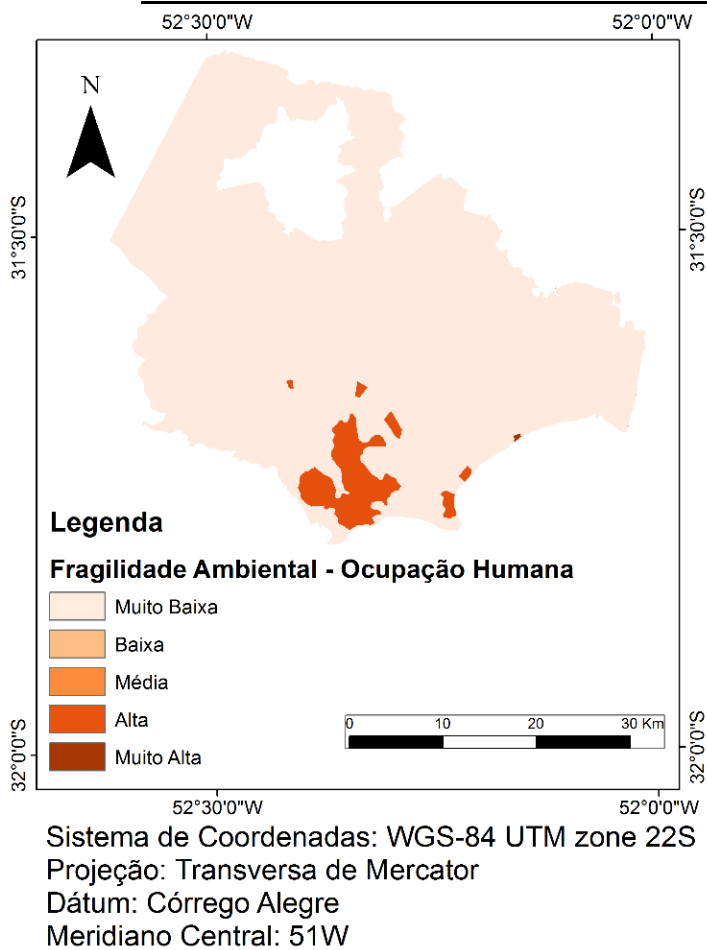 52°30'0"W
52°0'0"W
N
31°30'0"S
31°30'0"S
Legenda
Fragilidade Ambiental - Ocupação Humana
Muito Baixa
Baixa
Média
Alta
Muito Alta
0 10 20 30 Km
32°0'0"S
32°0'0"S
52°30'0"W
52°0'0"W
Sistema de Coordenadas: WGS-84 UTM zone 22S
Projeção: Transversa de Mercator
Dátum: Córrego Alegre
Meridiano Central: 51W